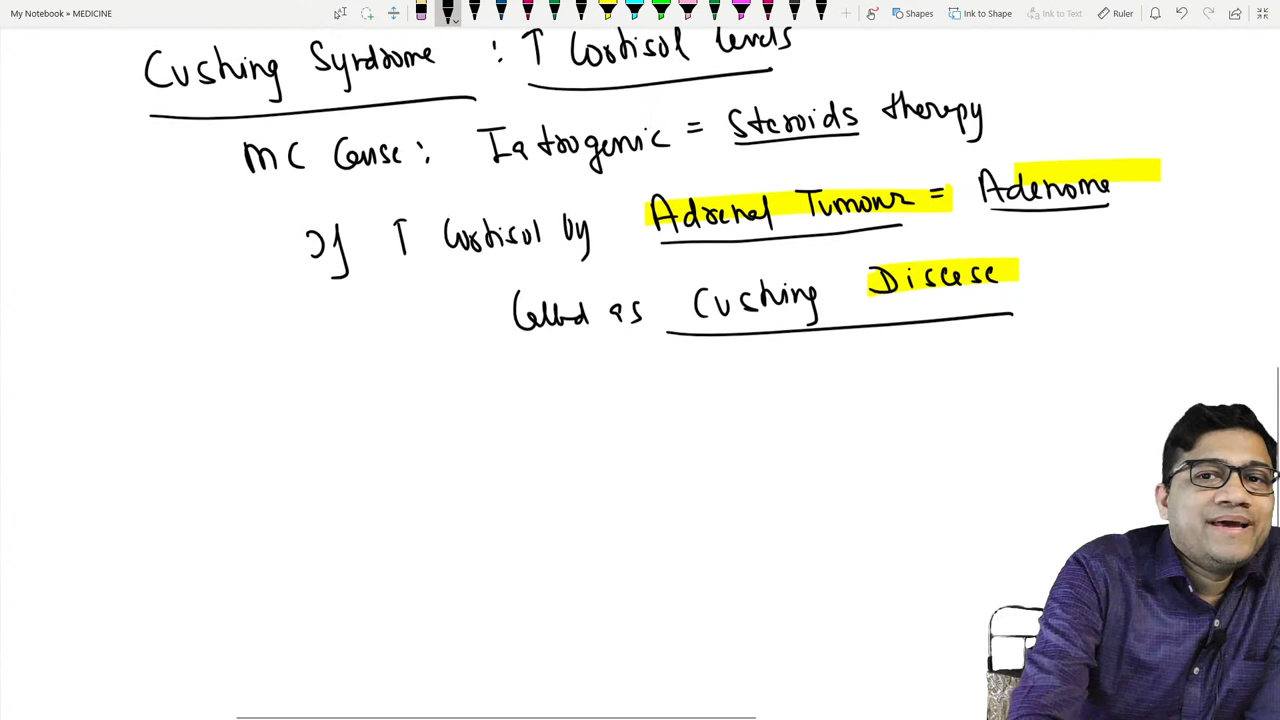 My Notebook » MEDICINE
Shapes Ink to Shape Ink to Text Ruler
Cushing Syndrome : ↑ Cortisol levels
MC Cause : Iatrogenic = Steroids therapy
If ↑ Cortisol by Adrenal Tumour = Adenoma
Called as Cushing Disease